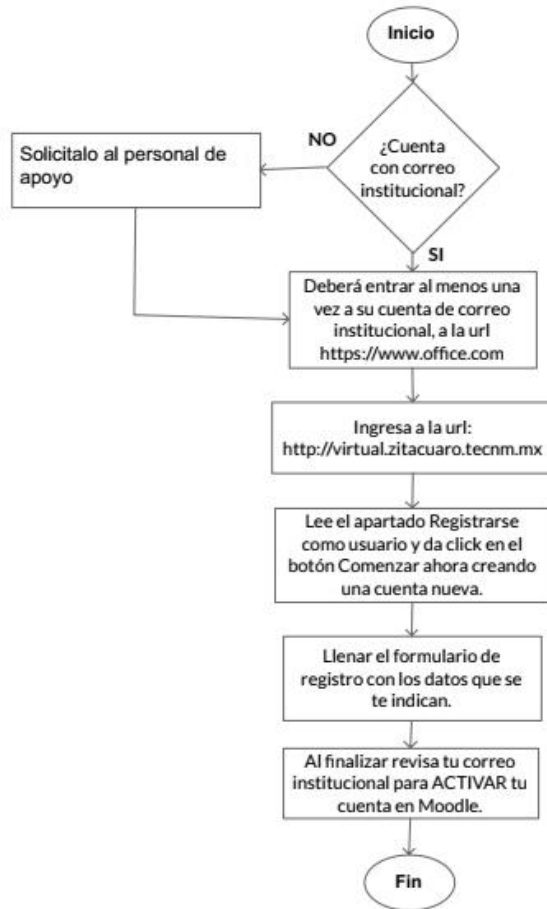 Inicio
NO
¿Cuenta
con correo
institucional?
Solicitalo al personal de
apoyo
SI
Deberá entrar al menos una
vez a su cuenta de correo
institucional, a la url
https://www.office.com
Ingresa a la url:
http://virtual.zitacuaro.tecnm.mx
Lee el apartado Registrarse
como usuario y da click en el
botón Comenzar ahora creando
una cuenta nueva.
Llenar el formulario de
registro con los datos que se
te indican.
Al finalizar revisa tu correo
institucional para ACTIVAR tu
cuenta en Moodle.
Fin